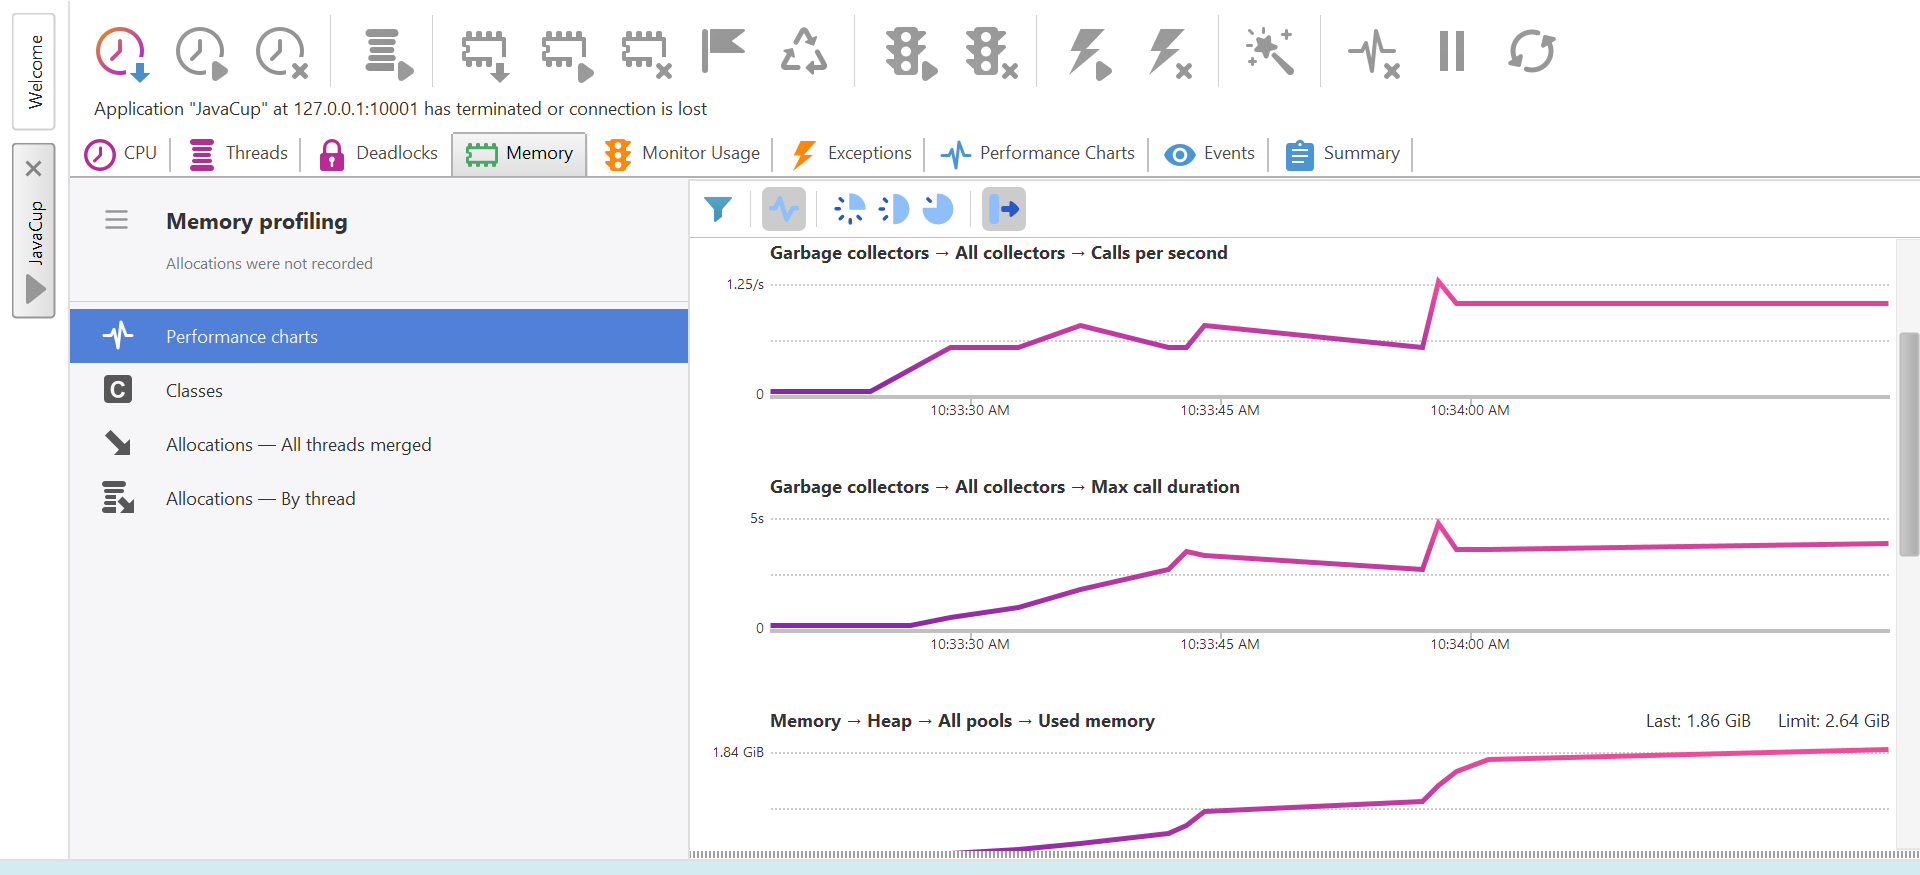 Welcome
JavaCup
Application "JavaCup" at 127.0.0.1:10001 has terminated or connection is lost
CPU Threads Deadlocks Memory Monitor Usage Exceptions Performance Charts Events Summary
Memory profiling
Allocations were not recorded
Performance charts
C Classes
Allocations — All threads merged
Allocations — By thread
Garbage collectors → All collectors → Calls per second
1.25/s
0
10:33:30 AM 10:33:45 AM 10:34:00 AM
Garbage collectors → All collectors → Max call duration
5s
0
10:33:30 AM 10:33:45 AM 10:34:00 AM
Memory → Heap → All pools → Used memory Last: 1.86 GiB Limit: 2.64 GiB
1.84 GiB